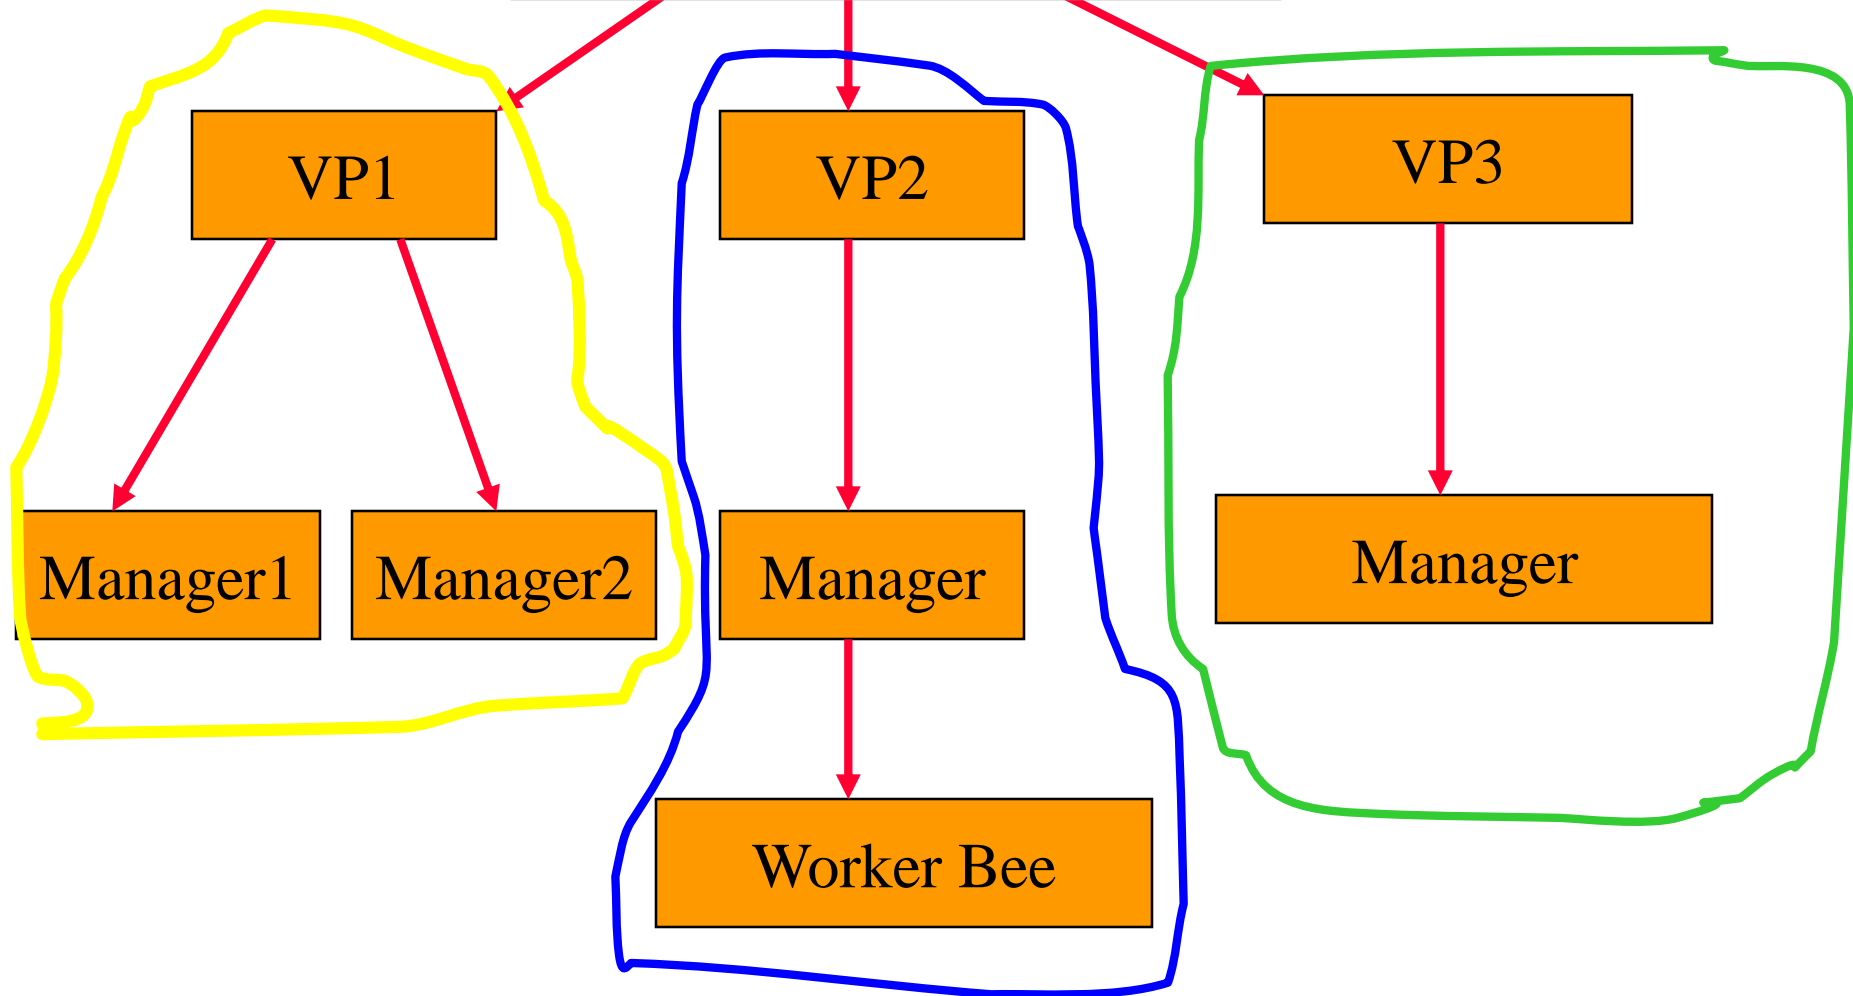 VP1
VP2
VP3
Manager1
Manager2
Manager
Manager
Worker Bee